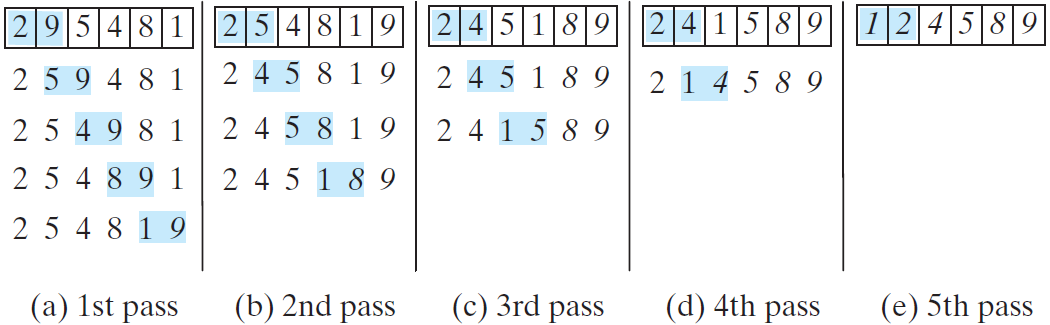 2 9 5 4 8 1
2 5 9 4 8 1
2 5 4 9 8 1
2 5 4 8 9 1
2 5 4 8 1 9
(a) 1st pass
2 5 4 8 1 9
2 4 5 8 1 9
2 4 5 8 1 9
2 4 5 1 8 9
(b) 2nd pass
2 4 5 1 8 9
2 4 5 1 8 9
2 4 1 5 8 9
(c) 3rd pass
2 4 1 5 8 9
2 1 4 5 8 9
(d) 4th pass
1 2 4 5 8 9
(e) 5th pass